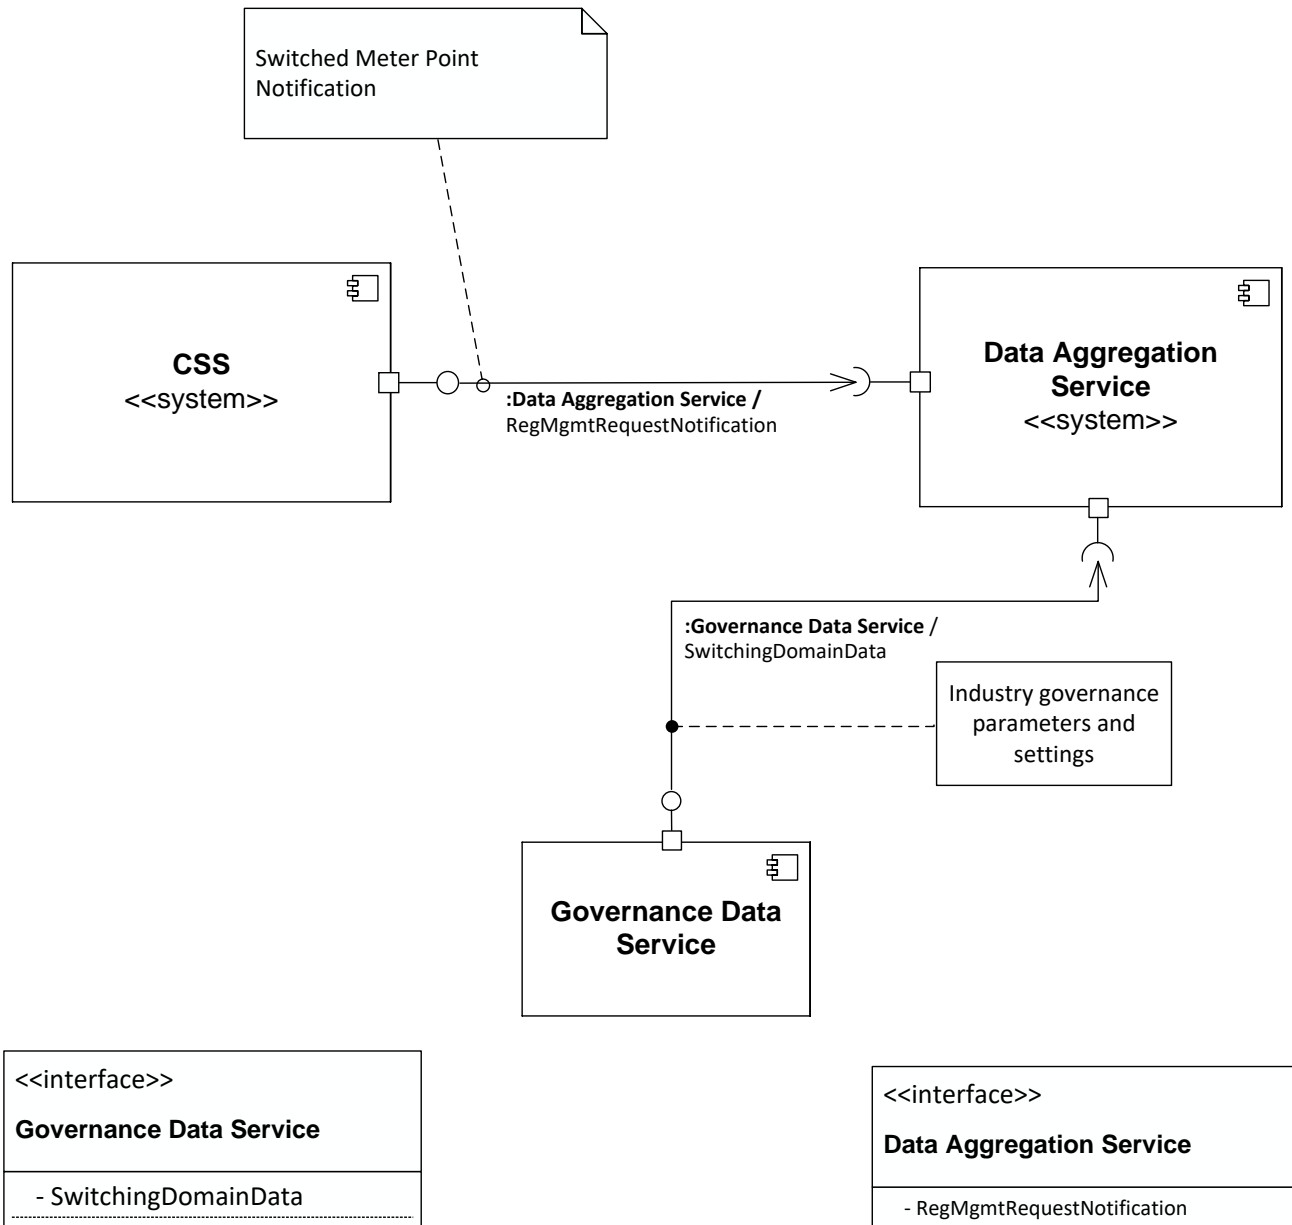 Switched Meter Point
Notification
CSS
<<system>>
Data Aggregation
Service
<<system>>
:Data Aggregation Service /
RegMgmtRequestNotification
:Governance Data Service /
SwitchingDomainData
Industry governance
parameters and
settings
Governance Data
Service
<<interface>>
Governance Data Service
- SwitchingDomainData
<<interface>>
Data Aggregation Service
- RegMgmtRequestNotification